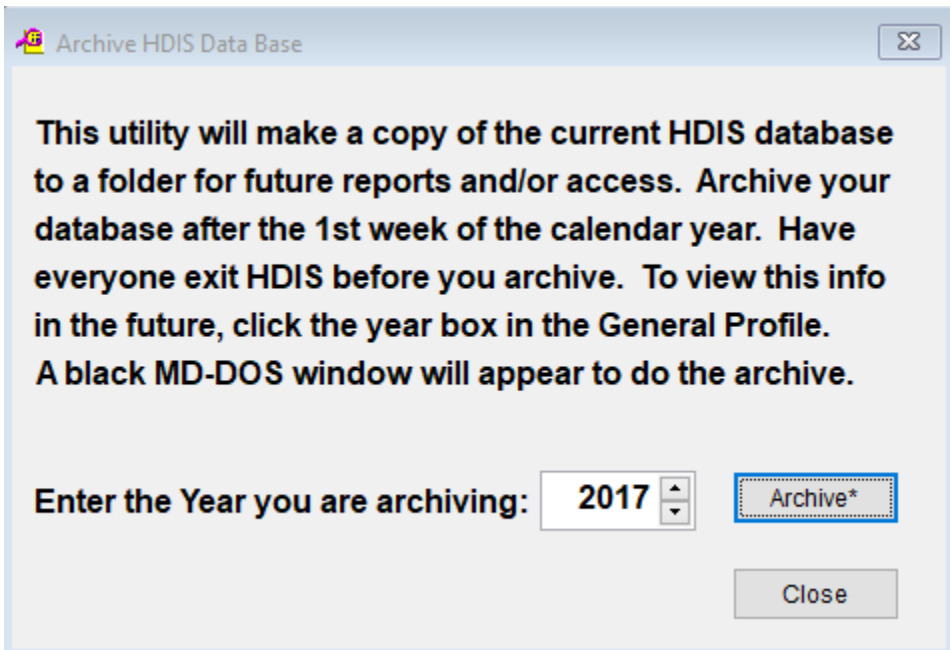 Archive HDIS Data Base
This utility will make a copy of the current HDIS database
to a folder for future reports and/or access.  Archive your
database after the 1st week of the calendar year.  Have
everyone exit HDIS before you archive.  To view this info
in the future, click the year box in the General Profile.
A black MD-DOS window will appear to do the archive.
Enter the Year you are archiving: 2017 Archive*
Close